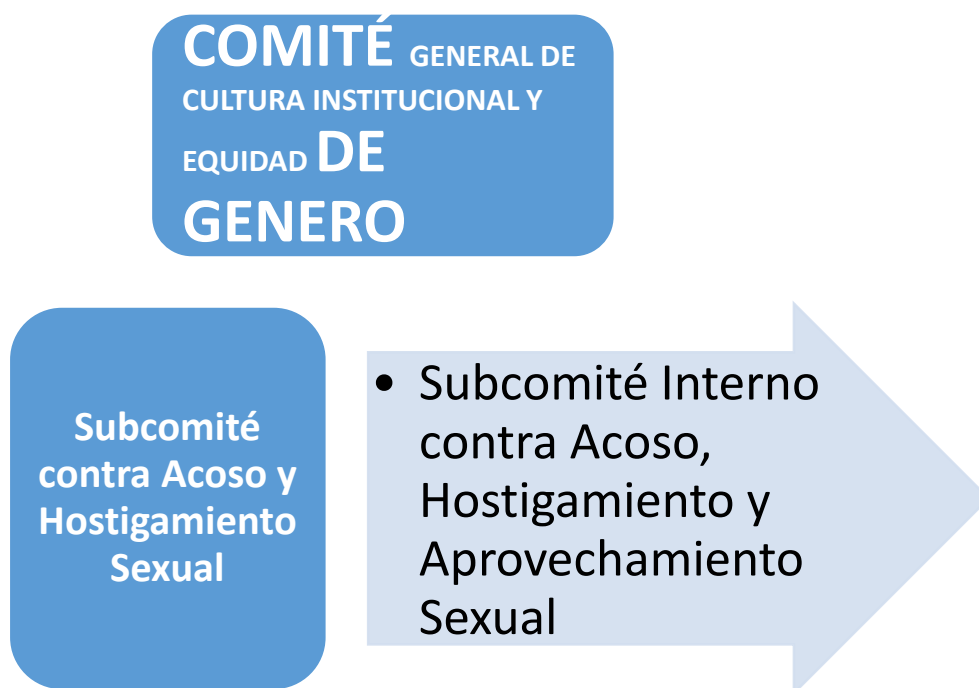 COMITÉ GENERAL DE
CULTURA INSTITUCIONAL Y
EQUIDAD DE
GENERO
Subcomité
contra Acoso y
Hostigamiento
Sexual
• Subcomité Interno
contra Acoso,
Hostigamiento y
Aprovechamiento
Sexual